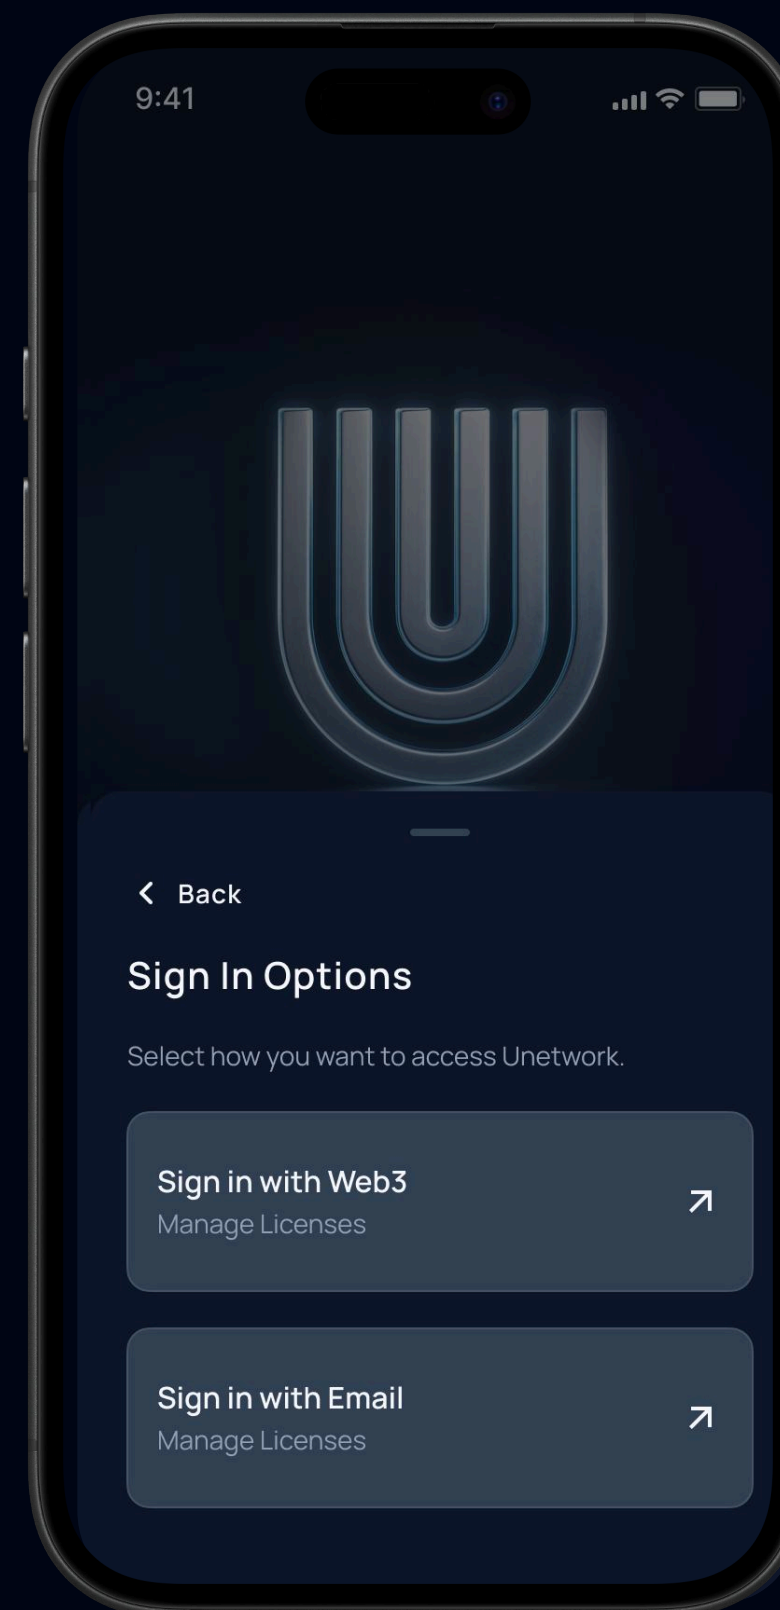 9:41
Back
Sign In Options
Select how you want to access Unetwork.
Sign in with Web3
Manage Licenses
Sign in with Email
Manage Licenses